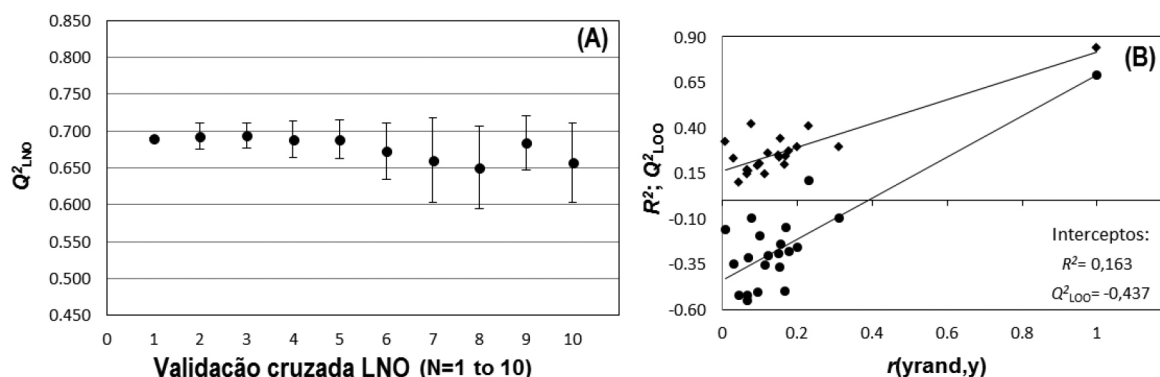 0.850
0.800
0.750
0.700
0.650
0.600
0.550
0.500
0.450
Q²LNO
(A)
0 1 2 3 4 5 6 7 8 9 10
Validação cruzada LNO (N=1 to 10)
0.90
0.65
0.40
0.15
-0.10
-0.35
-0.60
R²; Q²LOO
(B)
Interceptos:
R²= 0,163
Q²LOO= -0,437
0 0.2 0.4 0.6 0.8 1
r(yrand,y)